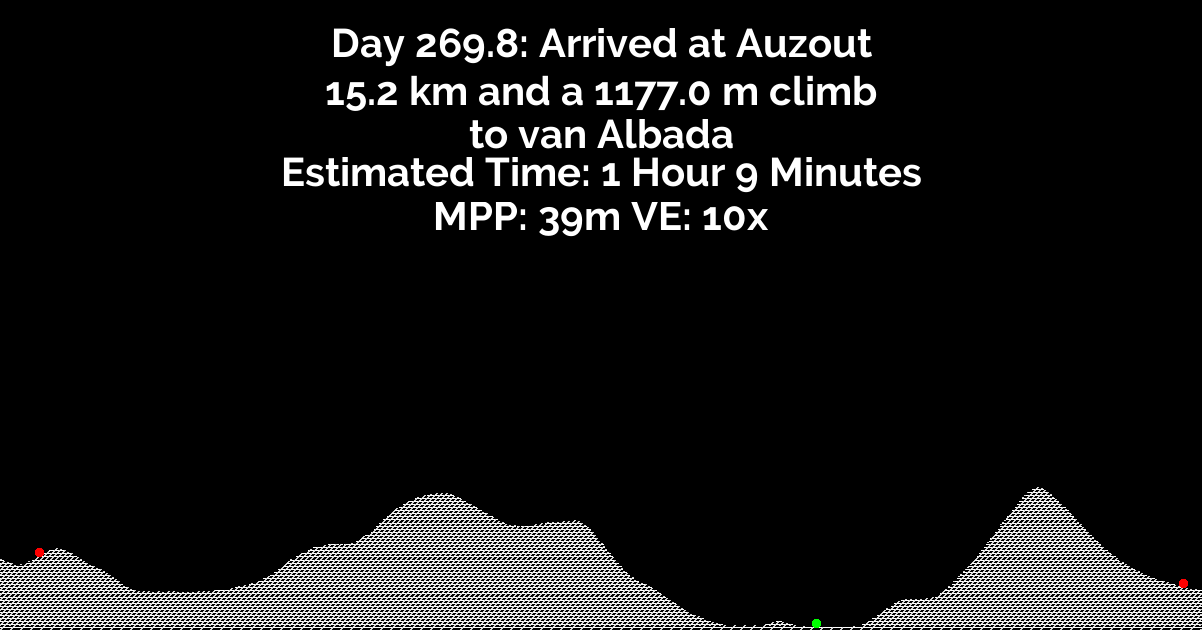 Day 269.8: Arrived at Auzout
15.2 km and a 1177.0 m climb
to van Albada
Estimated Time: 1 Hour 9 Minutes
MPP: 39m VE: 10x